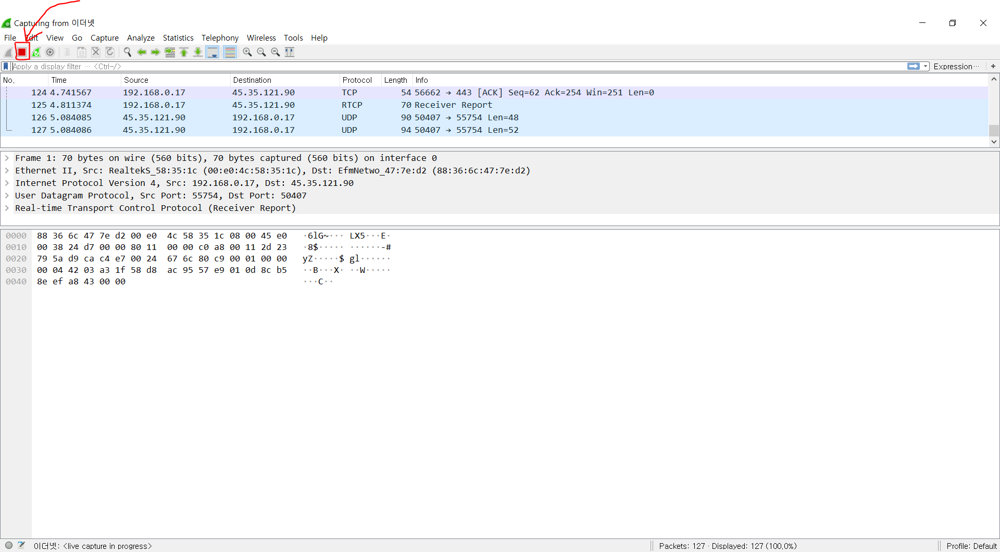 Capturing from 이더넷
File Edit View Go Capture Analyze Statistics Telephony Wireless Tools Help
Apply a display filter ··· <Ctrl-/> Expression··· +
No. Time Source Destination Protocol Length Info
124 4.741567 192.168.0.17 45.35.121.90 TCP 54 56662 → 443 [ACK] Seq=62 Ack=254 Win=251 Len=0
125 4.811374 192.168.0.17 45.35.121.90 RTCP 70 Receiver Report
126 5.084085 45.35.121.90 192.168.0.17 UDP 90 50407 → 55754 Len=48
127 5.084086 45.35.121.90 192.168.0.17 UDP 94 50407 → 55754 Len=52
Frame 1: 70 bytes on wire (560 bits), 70 bytes captured (560 bits) on interface 0
Ethernet II, Src: RealtekS_58:35:1c (00:e0:4c:58:35:1c), Dst: EfmNetwo_47:7e:d2 (88:36:6c:47:7e:d2)
Internet Protocol Version 4, Src: 192.168.0.17, Dst: 45.35.121.90
User Datagram Protocol, Src Port: 55754, Dst Port: 50407
Real-time Transport Control Protocol (Receiver Report)
0000 88 36 6c 47 7e d2 00 e0 4c 58 35 1c 08 00 45 e0 ·6lG~··· LX5···E·
0010 00 38 24 d7 00 00 80 11 00 00 c0 a8 00 11 2d 23 ·8$····· ······-#
0020 79 5a d9 ca c4 e7 00 24 67 6c 80 c9 00 01 00 00 yZ·····$ gl······
0030 00 04 42 03 a3 1f 58 d8 ac 95 57 e9 01 0d 8c b5 ··B···X· ··W·····
0040 8e ef a8 43 00 00 ···C··
이더넷: <live capture in progress> Packets: 127 · Displayed: 127 (100,0%) Profile: Default